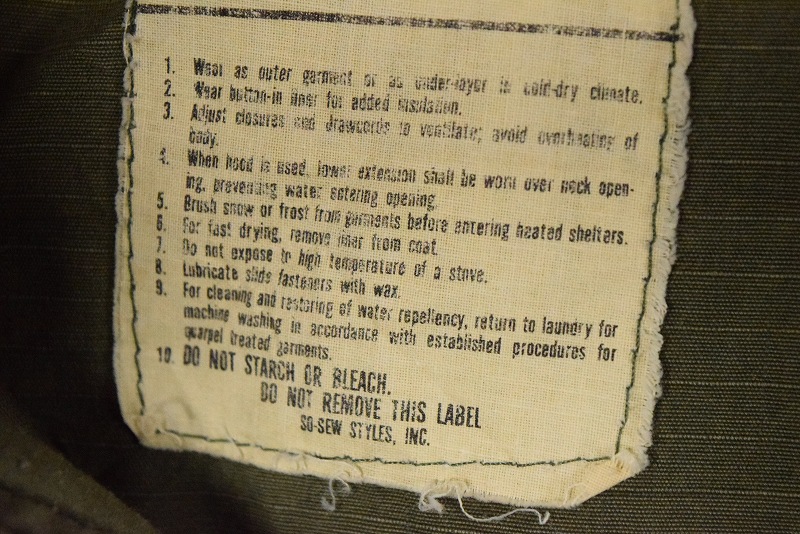 1. Wear as outer garment or as under-layer in cold-dry climate.
2. Wear button-in liner for added insulation.
3. Adjust closures and drawcords to ventilate; avoid overheating of
body.
4. When hood is used, lower extension shall be worn over neck open-
ing, preventing water entering opening.
5. Brush snow or frost from garments before entering heated shelters.
6. For fast drying, remove liner from coat.
7. Do not expose to high temperature of a stove.
8. Lubricate slide fasteners with wax.
9. For cleaning and restoring of water repellency, return to laundry for
machine washing in accordance with established procedures for
quarpel treated garments.
10. DO NOT STARCH OR BLEACH.
DO NOT REMOVE THIS LABEL
SO-SEW STYLES, INC.